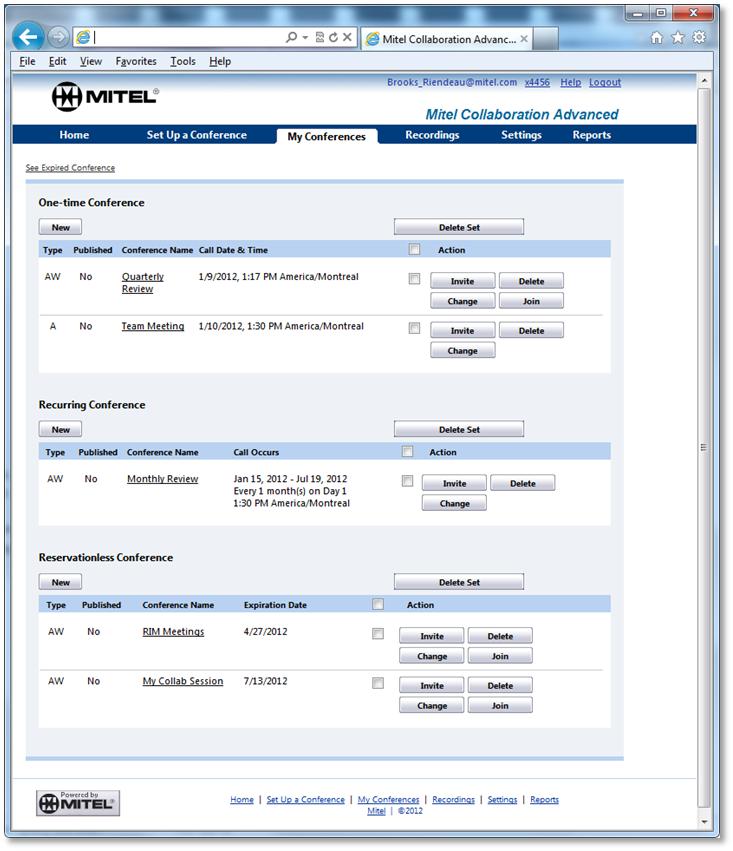 Mitel Collaboration Advanc...
File Edit View Favorites Tools Help
Brooks_Riendeau@mitel.com x4456 Help Logout
MITEL®
Mitel Collaboration Advanced
Home Set Up a Conference My Conferences Recordings Settings Reports
See Expired Conference
One-time Conference
New Delete Set
Type Published Conference Name Call Date & Time Action
AW No Quarterly 1/9/2012, 1:17 PM America/Montreal Invite Delete
Review
Change Join
A No Team Meeting 1/10/2012, 1:30 PM America/Montreal Invite Delete
Change
Recurring Conference
New Delete Set
Type Published Conference Name Call Occurs Action
AW No Monthly Review Jan 15, 2012 - Jul 19, 2012 Invite Delete
Every 1 month(s) on Day 1
1:30 PM America/Montreal Change
Reservationless Conference
New Delete Set
Type Published Conference Name Expiration Date Action
AW No RIM Meetings 4/27/2012 Invite Delete
Change Join
AW No My Collab Session 7/13/2012 Invite Delete
Change Join
Powered by
MITEL®
Home | Set Up a Conference | My Conferences | Recordings | Settings | Reports
Mitel | ©2012